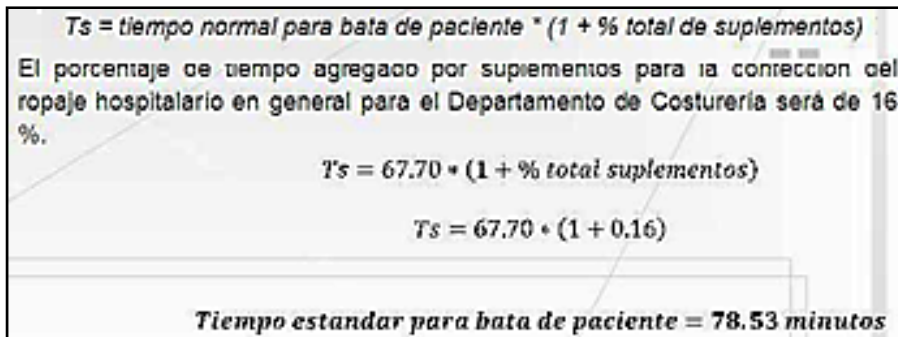 Ts = tiempo normal para bata de paciente * (1 + % total de suplementos)
El porcentaje de tiempo agregado por suplementos para la confección del
ropaje hospitalario en general para el Departamento de Costurería será de 16
%.
Ts = 67.70 * (1 + % total suplementos)
Ts = 67.70 * (1 + 0.16)
Tiempo estandar para bata de paciente = 78.53 minutos